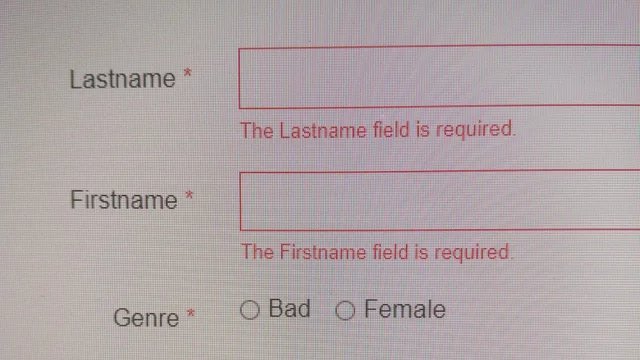 Lastname *
The Lastname field is required.
Firstname *
The Firstname field is required.
Genre * Bad Female